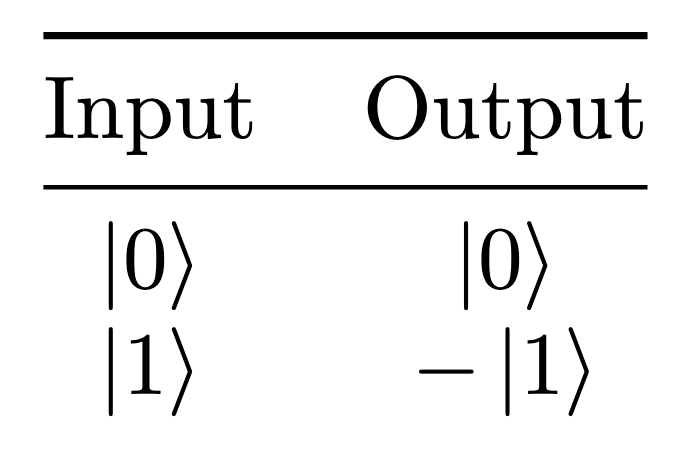 Input Output
|0⟩ |0⟩
|1⟩ − |1⟩